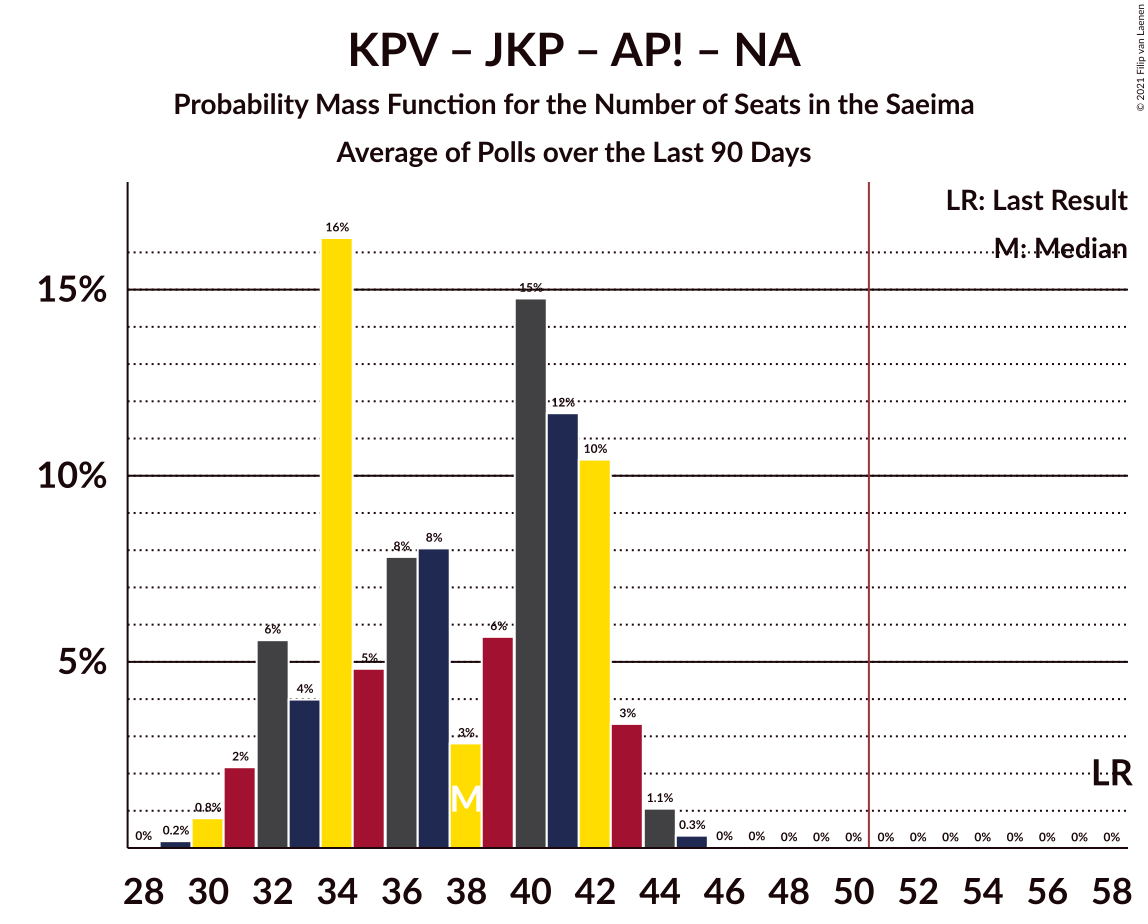 KPV – JKP – AP! – NA
Probability Mass Function for the Number of Seats in the Saeima
Average of Polls over the Last 90 Days
© 2021 Filip van Laenen
LR: Last Result
M: Median
15%
10%
5%
0% 0.2% 0.8% 2% 6% 4% 16% 5% 8% 8% 3% 6% 15% 12% 10% 3% 1.1% 0.3% 0% 0% 0% 0% 0% 0% 0% 0% 0% 0% 0% 0% 0%
M
LR
28 30 32 34 36 38 40 42 44 46 48 50 52 54 56 58